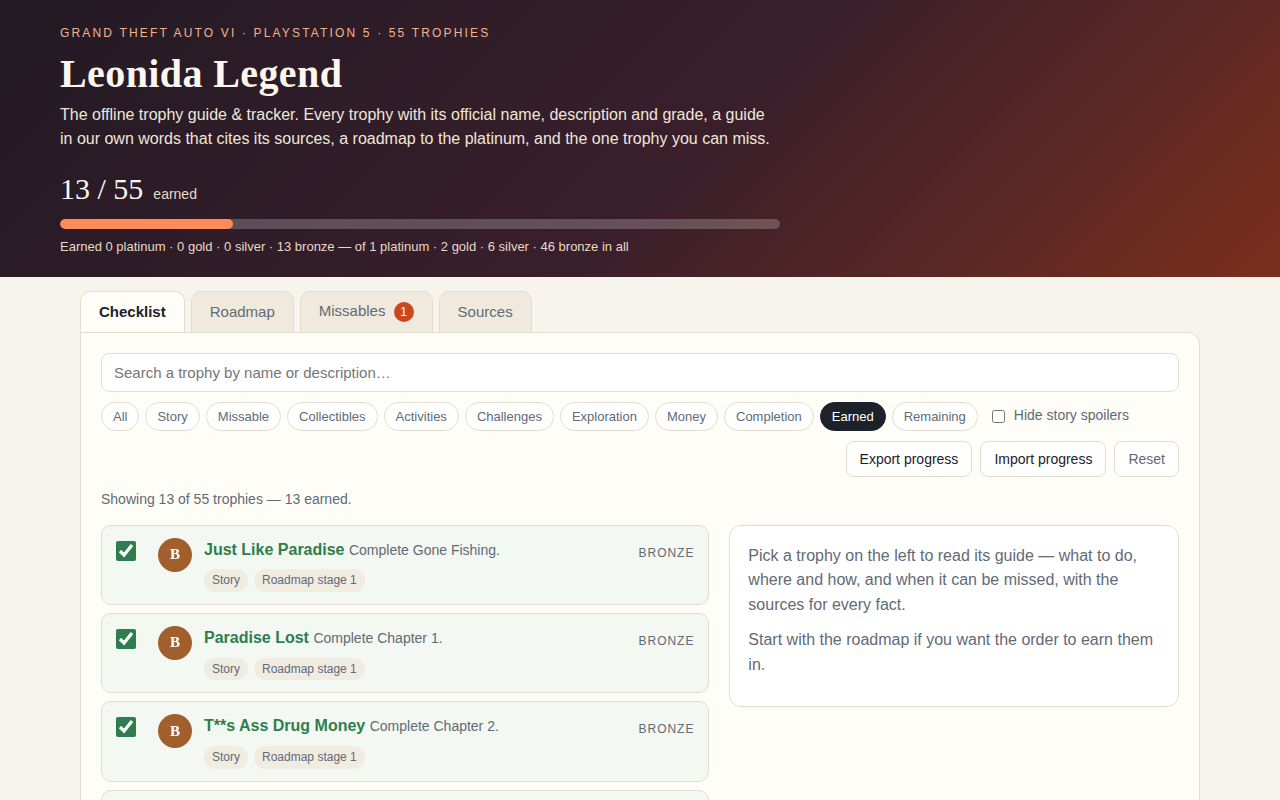 GRAND THEFT AUTO VI · PLAYSTATION 5 · 55 TROPHIES
Leonida Legend
The offline trophy guide & tracker. Every trophy with its official name, description and grade, a guide
in our own words that cites its sources, a roadmap to the platinum, and the one trophy you can miss.
13 / 55 earned
Earned 0 platinum · 0 gold · 0 silver · 13 bronze — of 1 platinum · 2 gold · 6 silver · 46 bronze in all
Checklist Roadmap Missables 1 Sources
Search a trophy by name or description…
All Story Missable Collectibles Activities Challenges Exploration Money Completion Earned Remaining Hide story spoilers
Export progress Import progress Reset
Showing 13 of 55 trophies — 13 earned.
B Just Like Paradise Complete Gone Fishing. BRONZE
Story Roadmap stage 1
B Paradise Lost Complete Chapter 1. BRONZE
Story Roadmap stage 1
B T**s Ass Drug Money Complete Chapter 2. BRONZE
Story Roadmap stage 1
Pick a trophy on the left to read its guide — what to do,
where and how, and when it can be missed, with the
sources for every fact.
Start with the roadmap if you want the order to earn them
in.